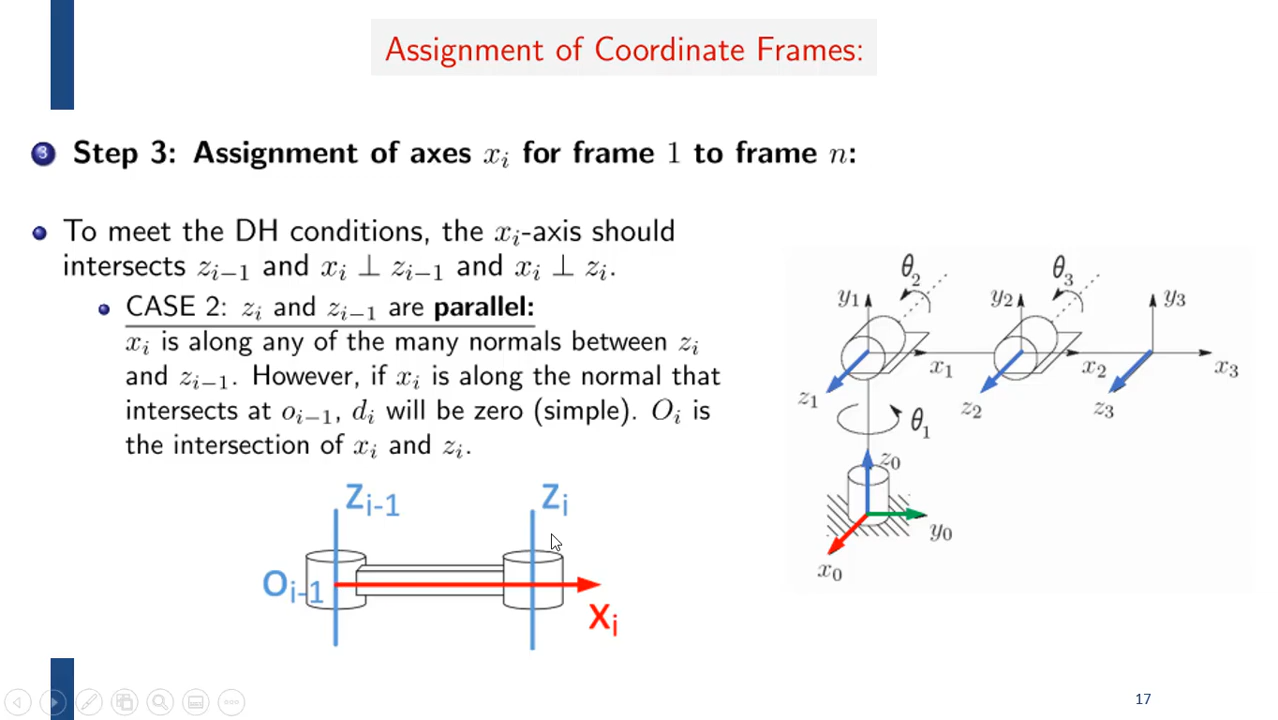 Assignment of Coordinate Frames:
3 Step 3: Assignment of axes xᵢ for frame 1 to frame n:
To meet the DH conditions, the xᵢ-axis should
intersects zᵢ₋₁ and xᵢ ⊥ zᵢ₋₁ and xᵢ ⊥ zᵢ.
CASE 2: zᵢ and zᵢ₋₁ are parallel:
xᵢ is along any of the many normals between zᵢ
and zᵢ₋₁. However, if xᵢ is along the normal that
intersects at oᵢ₋₁, dᵢ will be zero (simple). Oᵢ is
the intersection of xᵢ and zᵢ.
Zᵢ₋₁ Zᵢ
Oᵢ₋₁
Xᵢ
θ₂ θ₃
y₁ y₂ y₃
x₁ x₂ x₃
z₁ z₂ z₃
θ₁
z₀
y₀
x₀
17